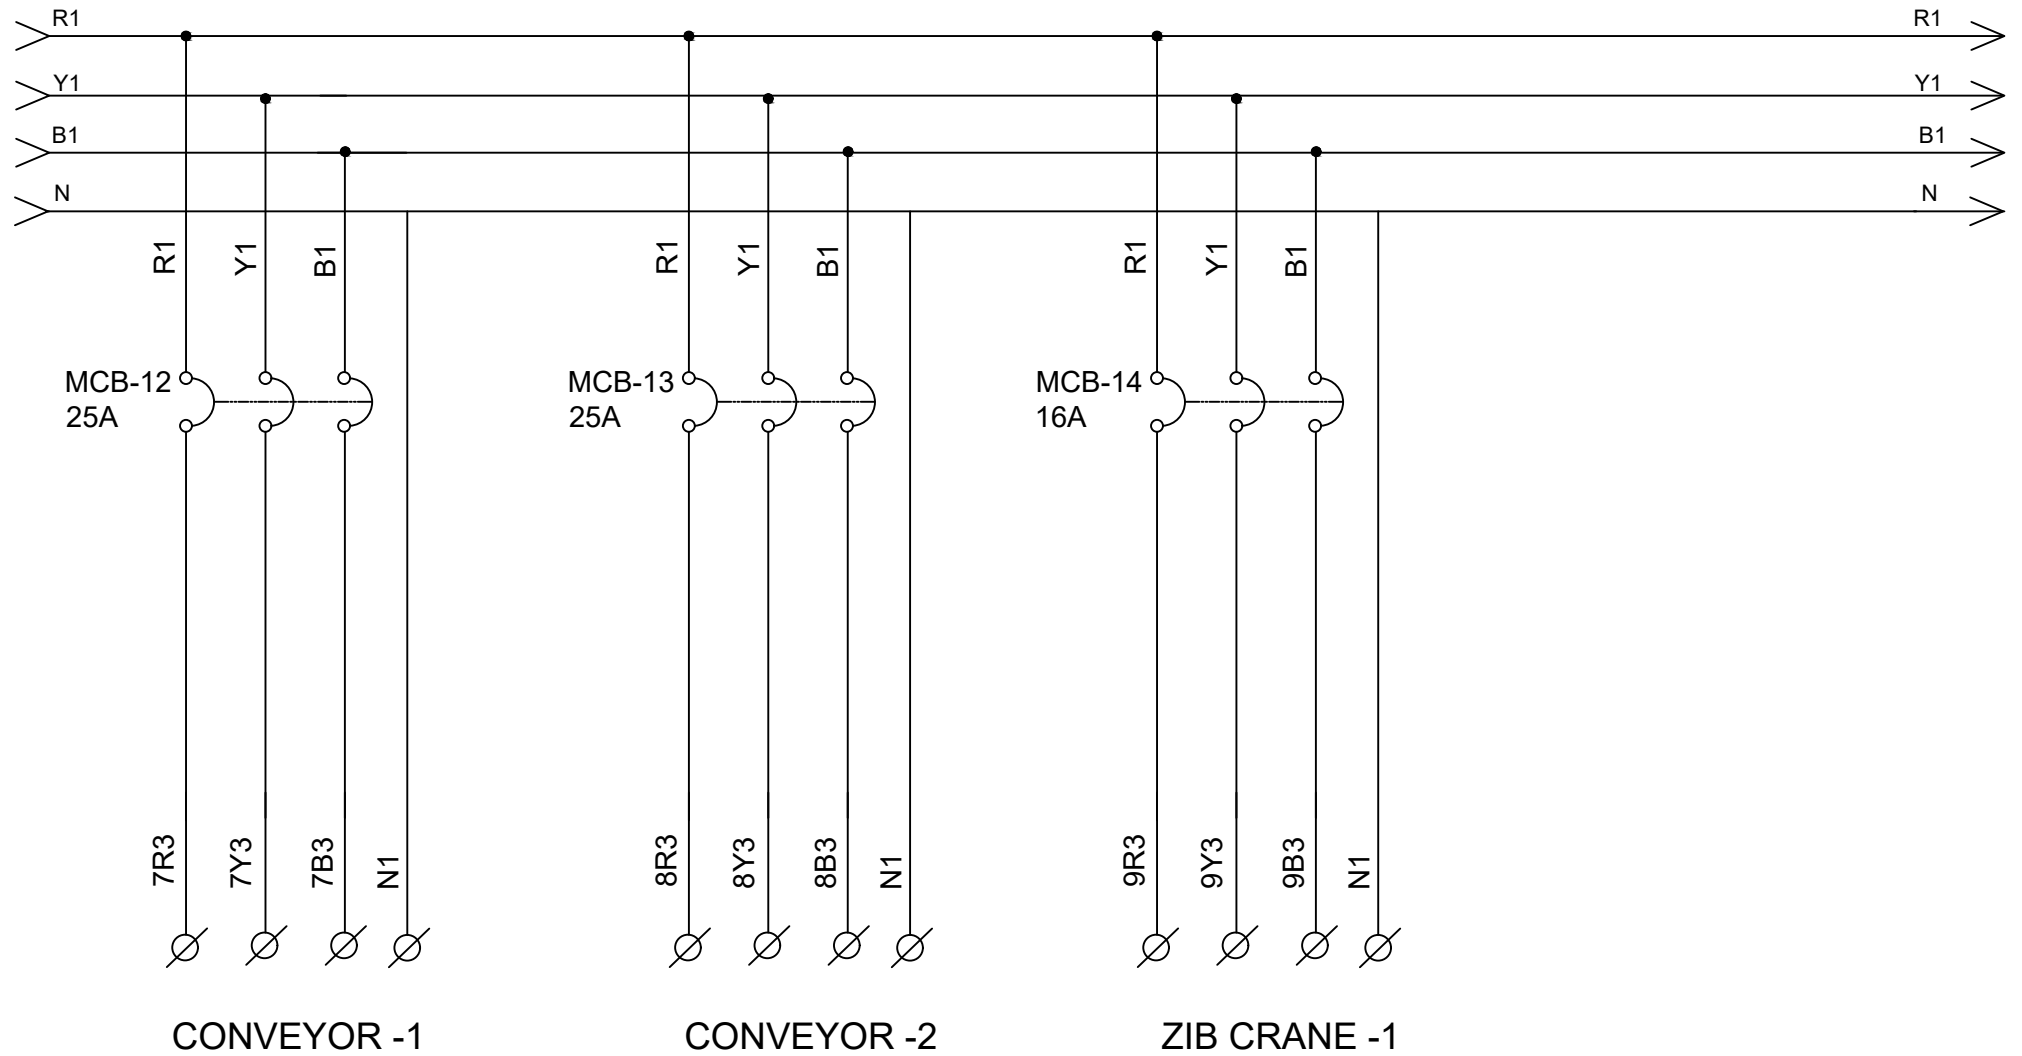 R1 R1
Y1 Y1
B1 B1
N N
R1 Y1 B1 R1 Y1 B1 R1 Y1 B1
MCB-12 MCB-13 MCB-14
25A 25A 16A
7R3 7Y3 7B3 N1 8R3 8Y3 8B3 N1 9R3 9Y3 9B3 N1
CONVEYOR -1 CONVEYOR -2 ZIB CRANE -1